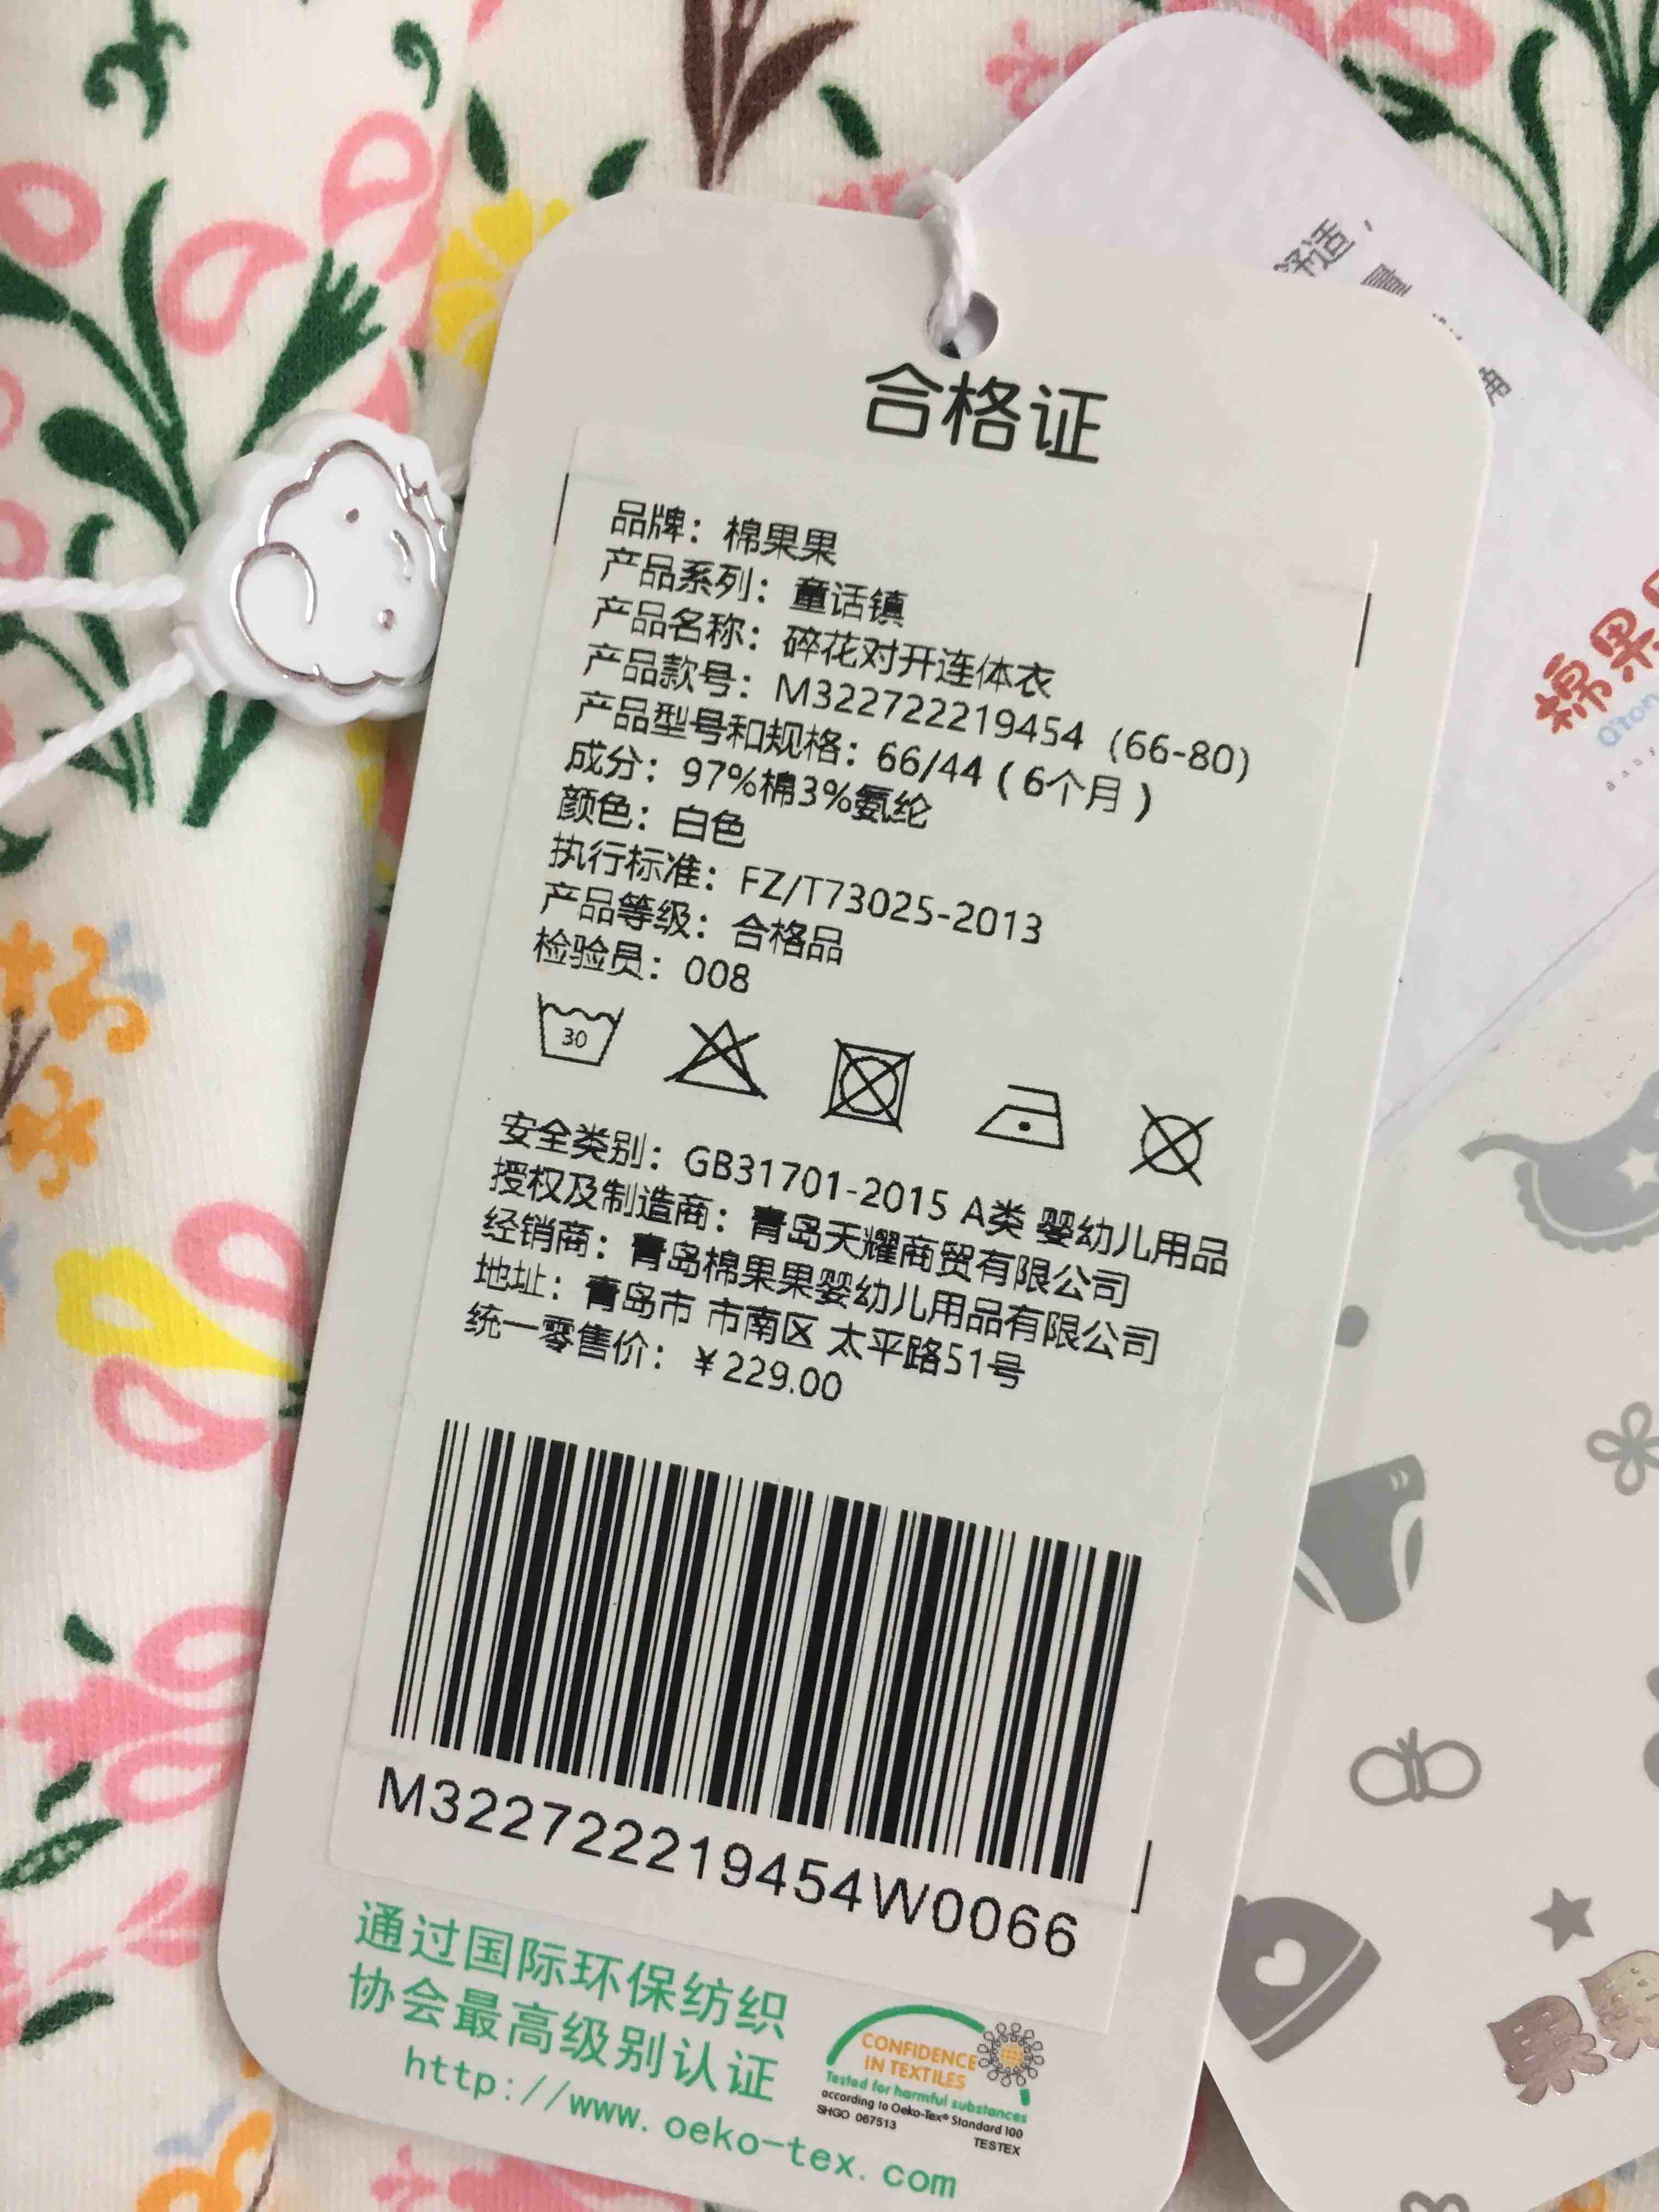 合格证
品牌：棉果果
产品系列：童话镇
产品名称：碎花对开连体衣
产品款号：M322722219454（66-80）
产品型号和规格：66/44（6个月）
成分：97%棉3%氨纶
颜色：白色
执行标准：FZ/T73025-2013
产品等级：合格品
检验员：008
30
安全类别：GB31701-2015 A类 婴幼儿用品
授权及制造商：青岛天耀商贸有限公司
经销商：青岛棉果果婴幼儿用品有限公司
地址：青岛市 市南区 太平路51号
统一零售价：￥229.00
M322722219454W0066
通过国际环保纺织
协会最高级别认证
http://www.oeko-tex.com
CONFIDENCE
IN TEXTILES
Tested for harmful substances
according to Oeko-Tex® Standard 100
SHGO 067513
TESTEX
舒适，
棉果
果果